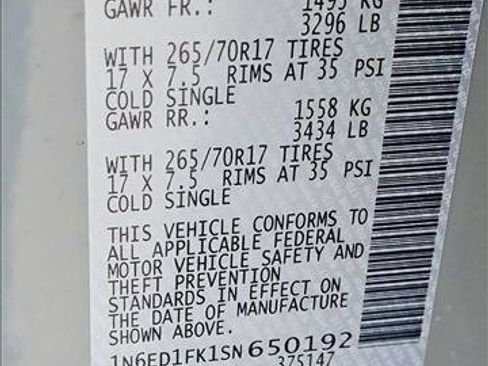 GAWR FR.: 1495 KG
3296 LB
WITH 265/70R17 TIRES
17 X 7.5 RIMS AT 35 PSI
COLD SINGLE
GAWR RR.: 1558 KG
3434 LB
WITH 265/70R17 TIRES
17 X 7.5 RIMS AT 35 PSI
COLD SINGLE
THIS VEHICLE CONFORMS TO
ALL APPLICABLE FEDERAL
MOTOR VEHICLE SAFETY AND
THEFT PREVENTION
STANDARDS IN EFFECT ON
THE DATE OF MANUFACTURE
SHOWN ABOVE.
1N6ED1FK1SN650192
375147